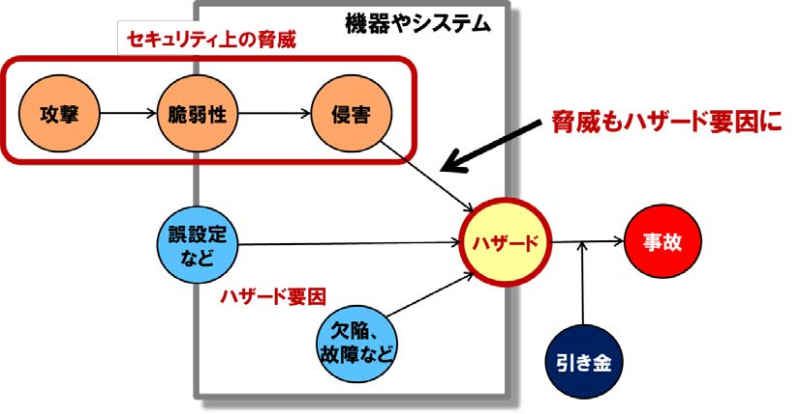 機器やシステム
セキュリティ上の脅威
攻撃
脆弱性
侵害
脅威もハザード要因に
誤設定
など
ハザード
事故
ハザード要因
欠陥、
故障など
引き金